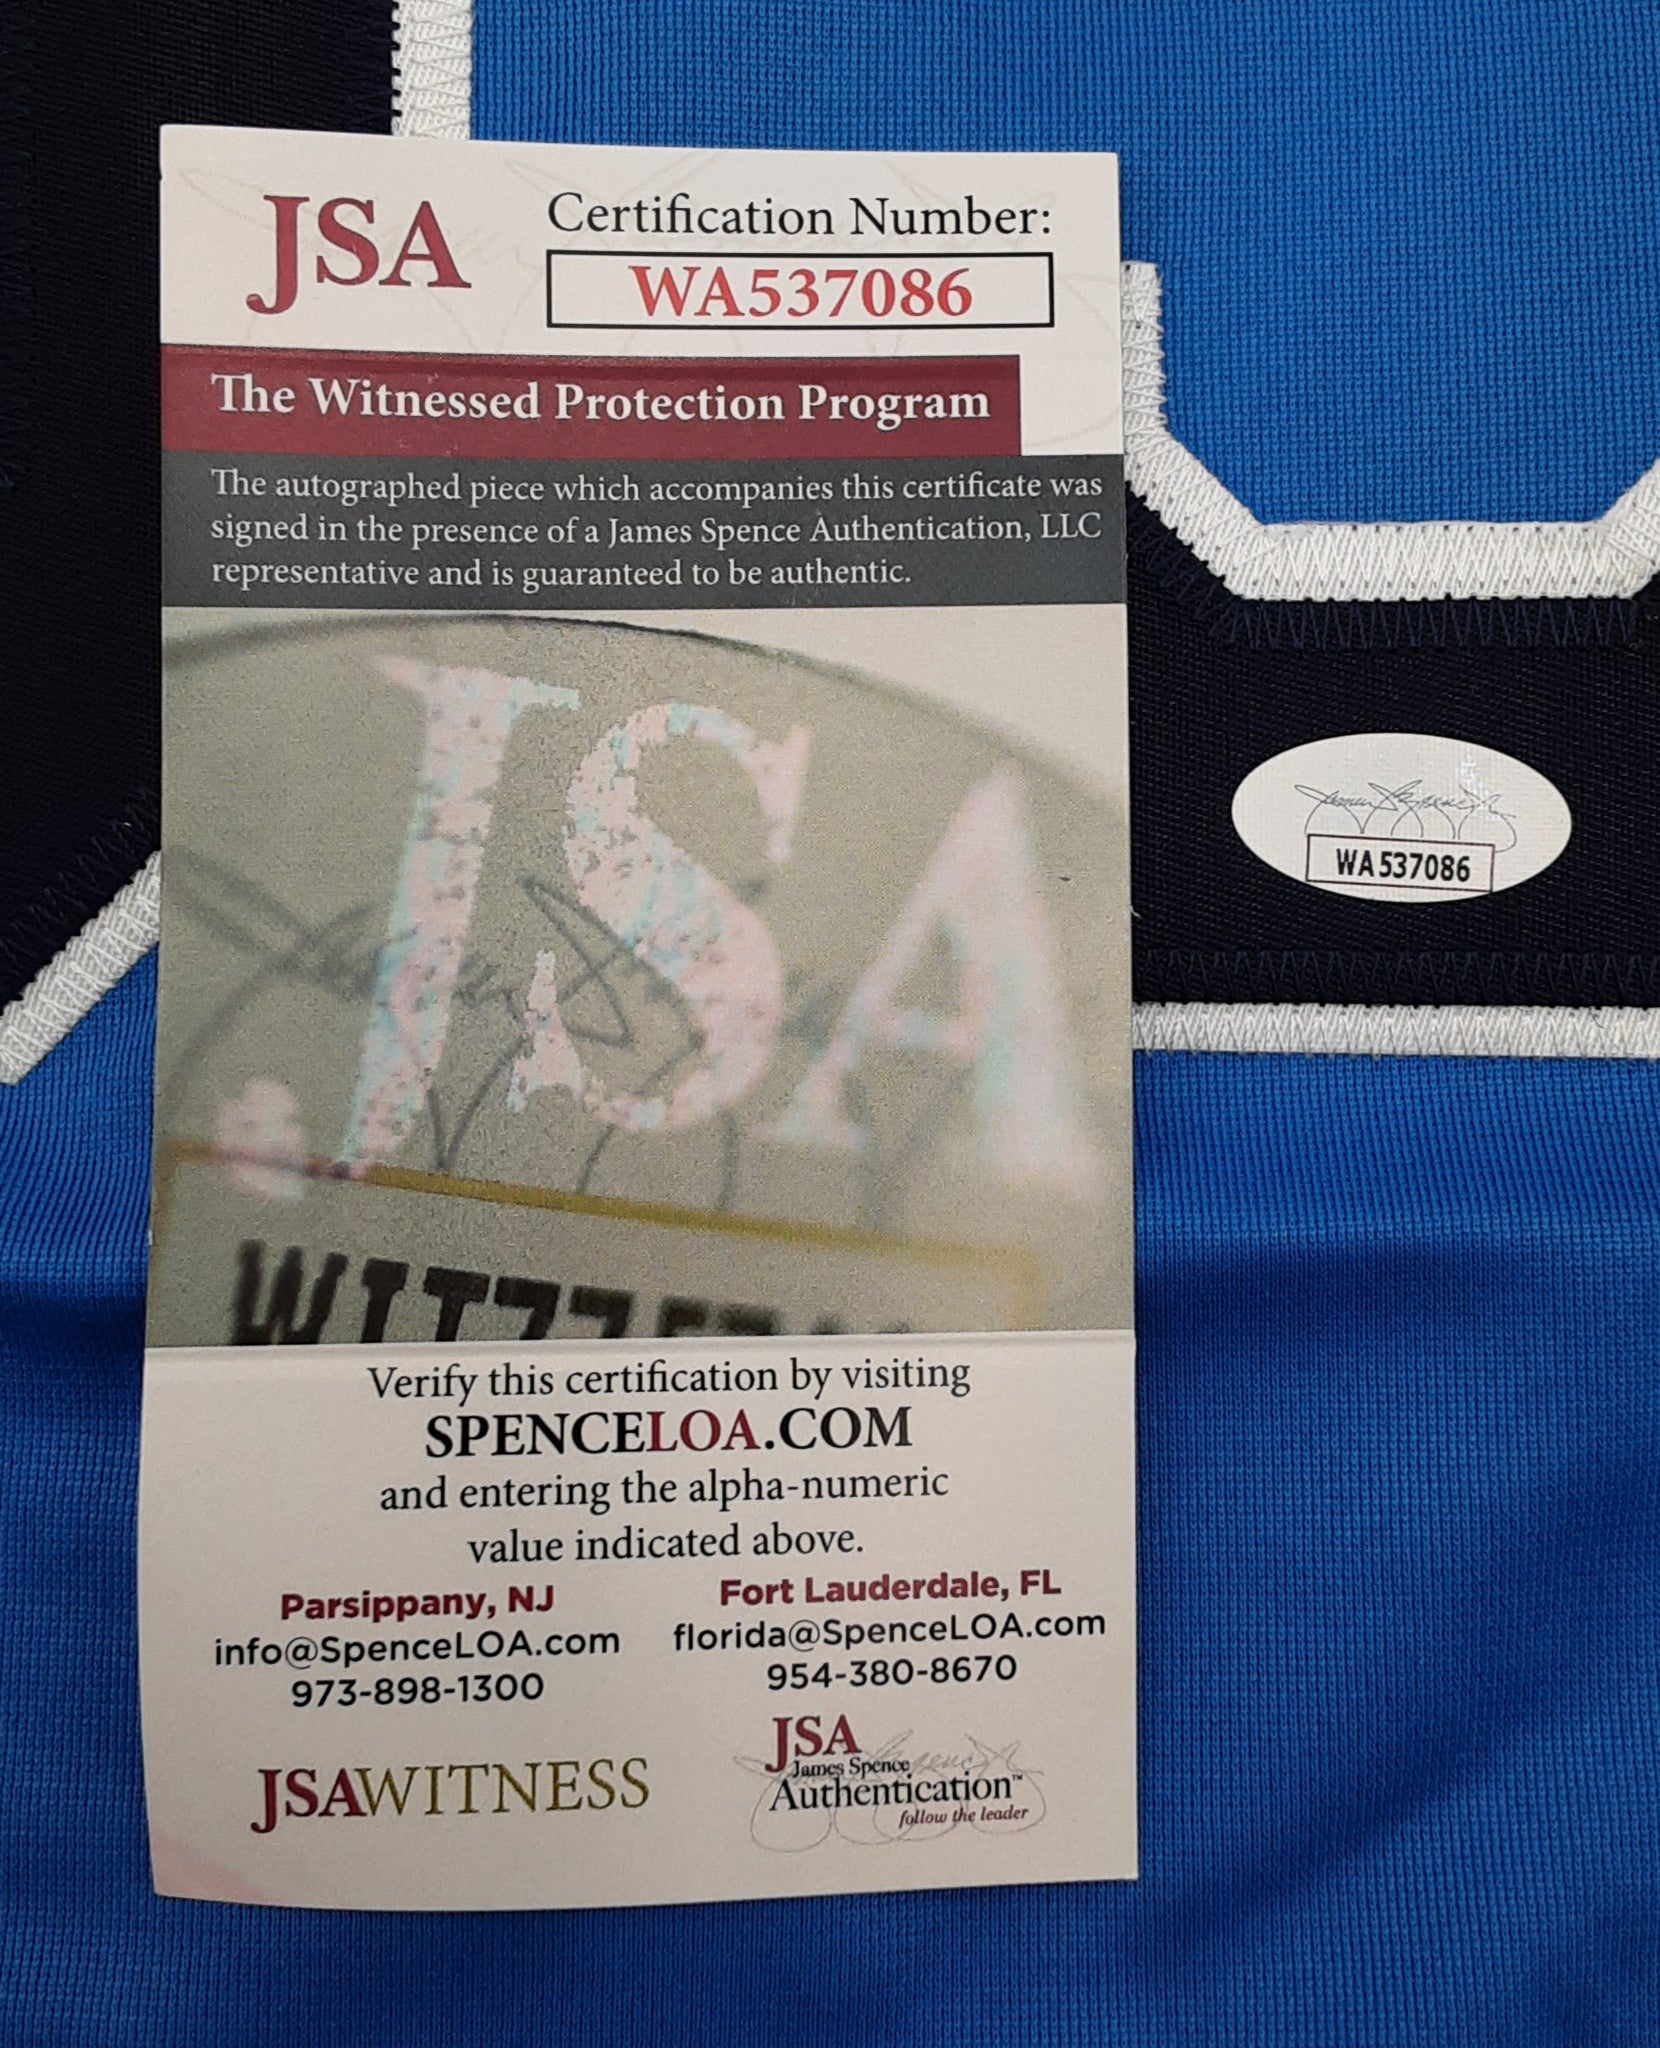 JSA
Certification Number:
WA537086
The Witnessed Protection Program
The autographed piece which accompanies this certificate was
signed in the presence of a James Spence Authentication, LLC
representative and is guaranteed to be authentic.
JSA
WA537086
Verify this certification by visiting
SPENCELOA.COM
and entering the alpha-numeric
value indicated above.
Parsippany, NJ
info@SpenceLOA.com
973-898-1300
Fort Lauderdale, FL
florida@SpenceLOA.com
954-380-8670
JSAWITNESS
JSA
James Spence
Authentication™
follow the leader